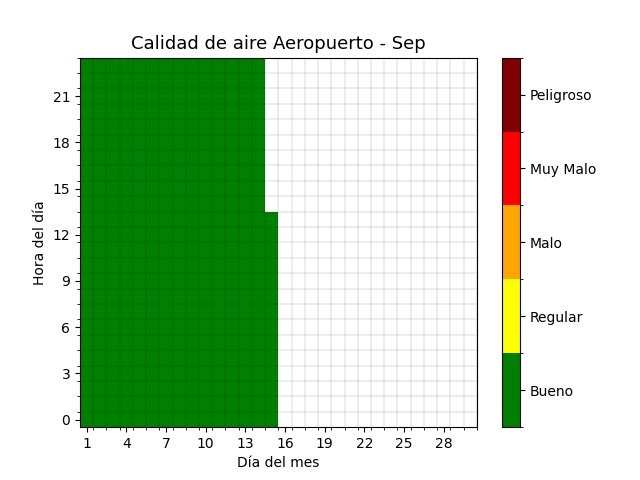 Calidad de aire Aeropuerto - Sep
Hora del día
21
18
15
12
9
6
3
0
1 4 7 10 13 16 19 22 25 28
Día del mes
Peligroso
Muy Malo
Malo
Regular
Bueno